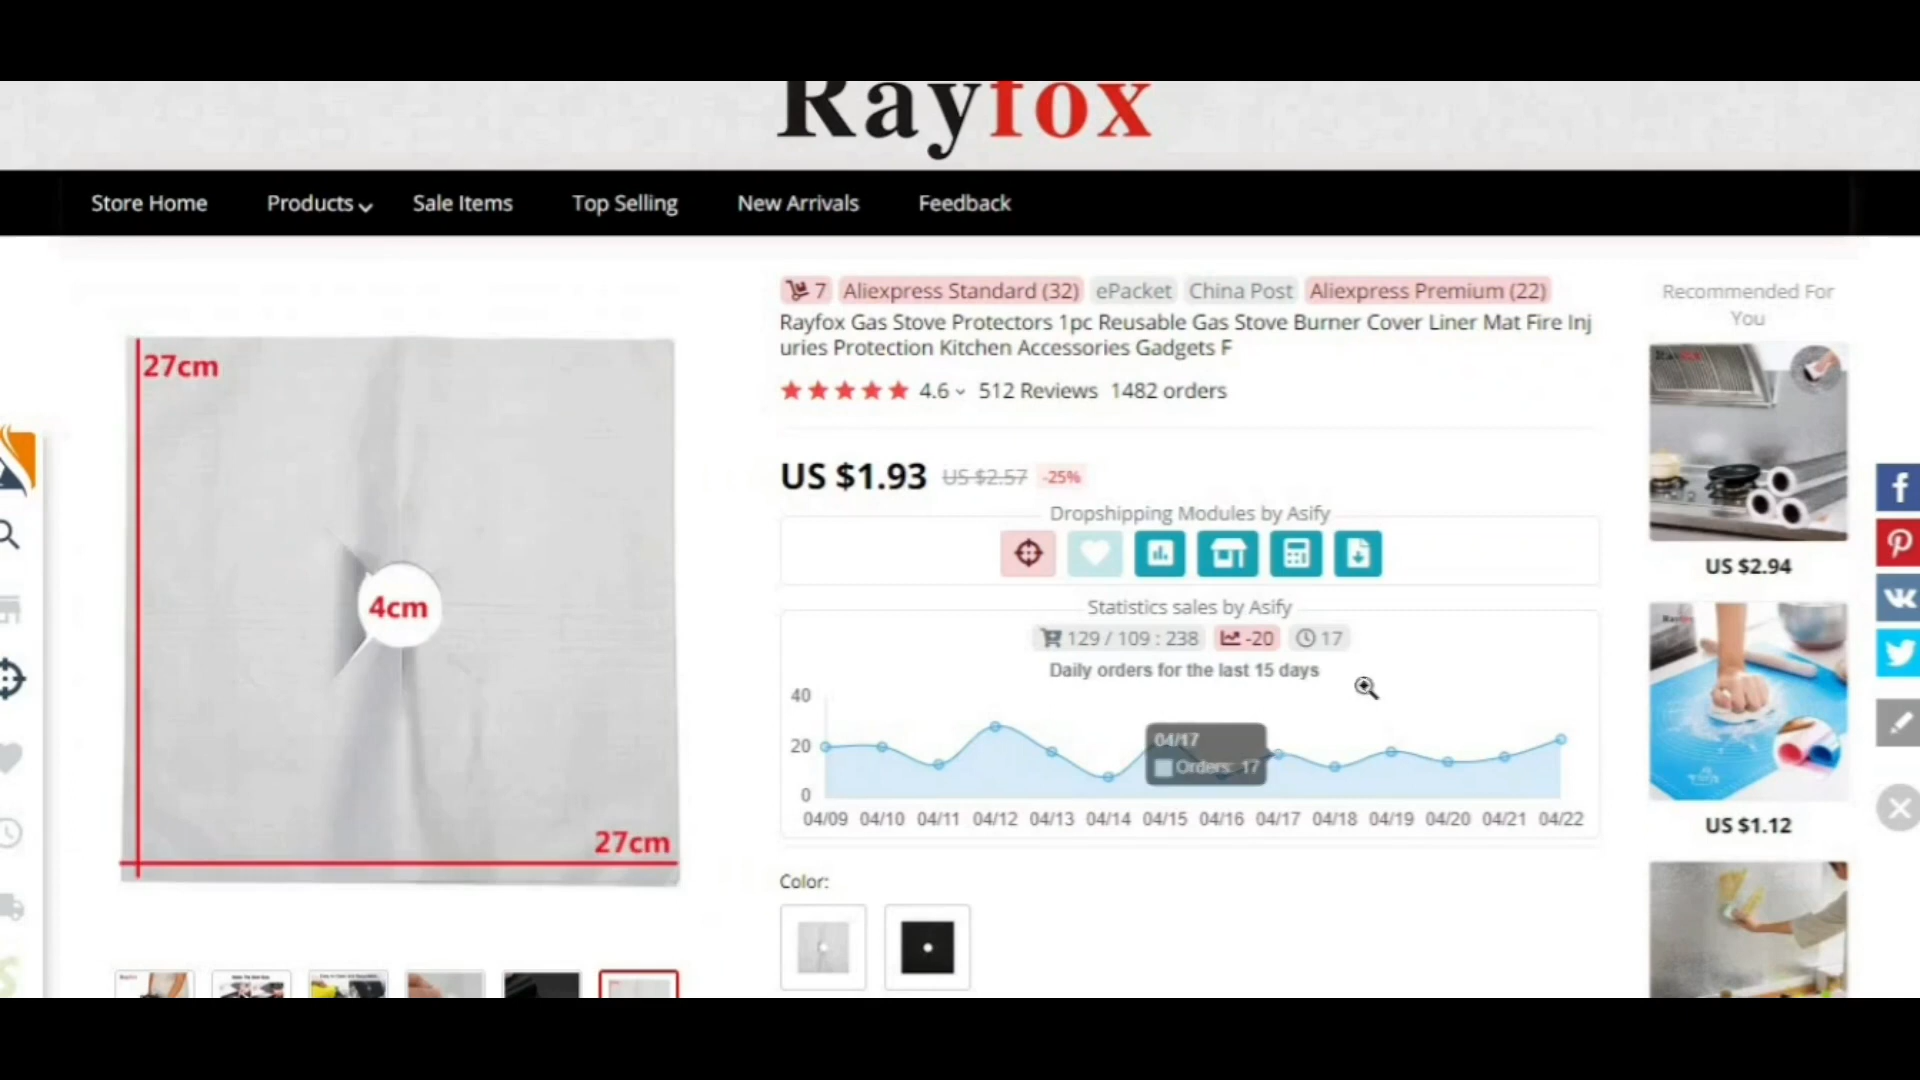 Rayfox
Store Home Products Sale Items Top Selling New Arrivals Feedback
7 Aliexpress Standard (32) ePacket China Post Aliexpress Premium (22)
Rayfox Gas Stove Protectors 1pc Reusable Gas Stove Burner Cover Liner Mat Fire Inj
uries Protection Kitchen Accessories Gadgets F
4.6 512 Reviews 1482 orders
US $1.93 US $2.57 -25%
Dropshipping Modules by Asify
Statistics sales by Asify
129 / 109 : 238 -20 17
Daily orders for the last 15 days
40
20
0
04/17
Orders: 17
04/09 04/10 04/11 04/12 04/13 04/14 04/15 04/16 04/17 04/18 04/19 04/20 04/21 04/22
Color:
27cm
4cm
27cm
Recommended For
You
US $2.94
US $1.12